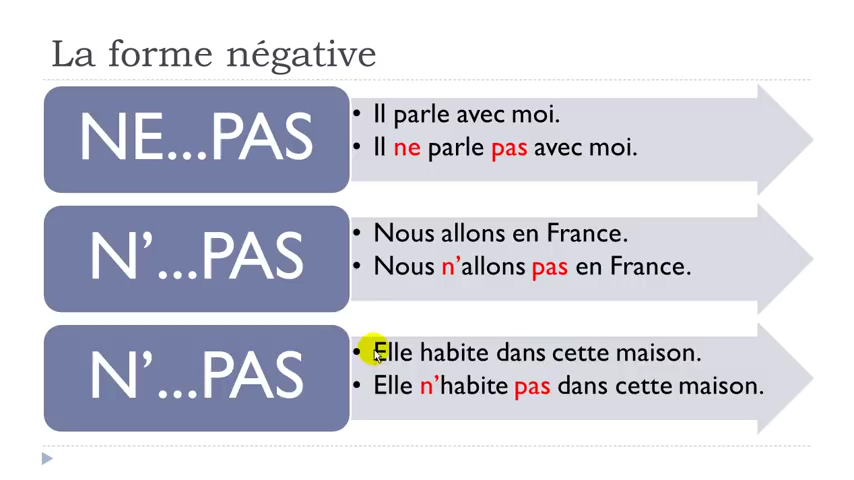 La forme négative
NE...PAS
• Il parle avec moi.
• Il ne parle pas avec moi.
N’...PAS
• Nous allons en France.
• Nous n’allons pas en France.
N’...PAS
• Elle habite dans cette maison.
• Elle n’habite pas dans cette maison.